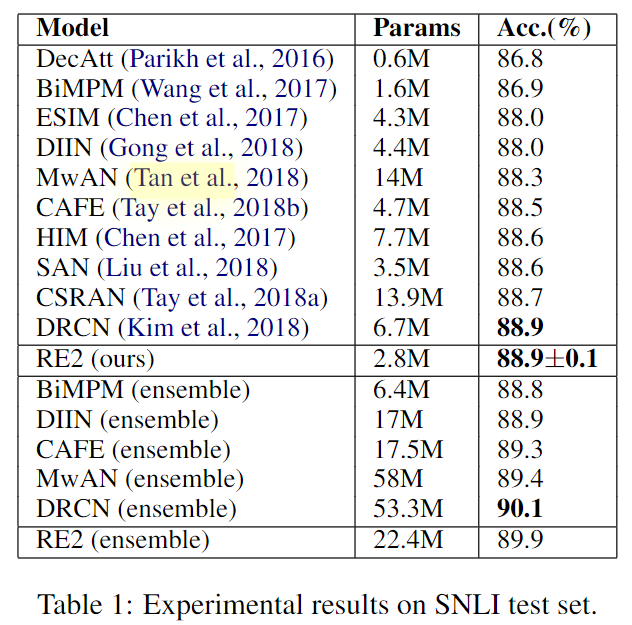 Model Params Acc.(%)
DecAtt (Parikh et al., 2016) 0.6M 86.8
BiMPM (Wang et al., 2017) 1.6M 86.9
ESIM (Chen et al., 2017) 4.3M 88.0
DIIN (Gong et al., 2018) 4.4M 88.0
MwAN (Tan et al., 2018) 14M 88.3
CAFE (Tay et al., 2018b) 4.7M 88.5
HIM (Chen et al., 2017) 7.7M 88.6
SAN (Liu et al., 2018) 3.5M 88.6
CSRAN (Tay et al., 2018a) 13.9M 88.7
DRCN (Kim et al., 2018) 6.7M 88.9
RE2 (ours) 2.8M 88.9±0.1
BiMPM (ensemble) 6.4M 88.8
DIIN (ensemble) 17M 88.9
CAFE (ensemble) 17.5M 89.3
MwAN (ensemble) 58M 89.4
DRCN (ensemble) 53.3M 90.1
RE2 (ensemble) 22.4M 89.9
Table 1: Experimental results on SNLI test set.